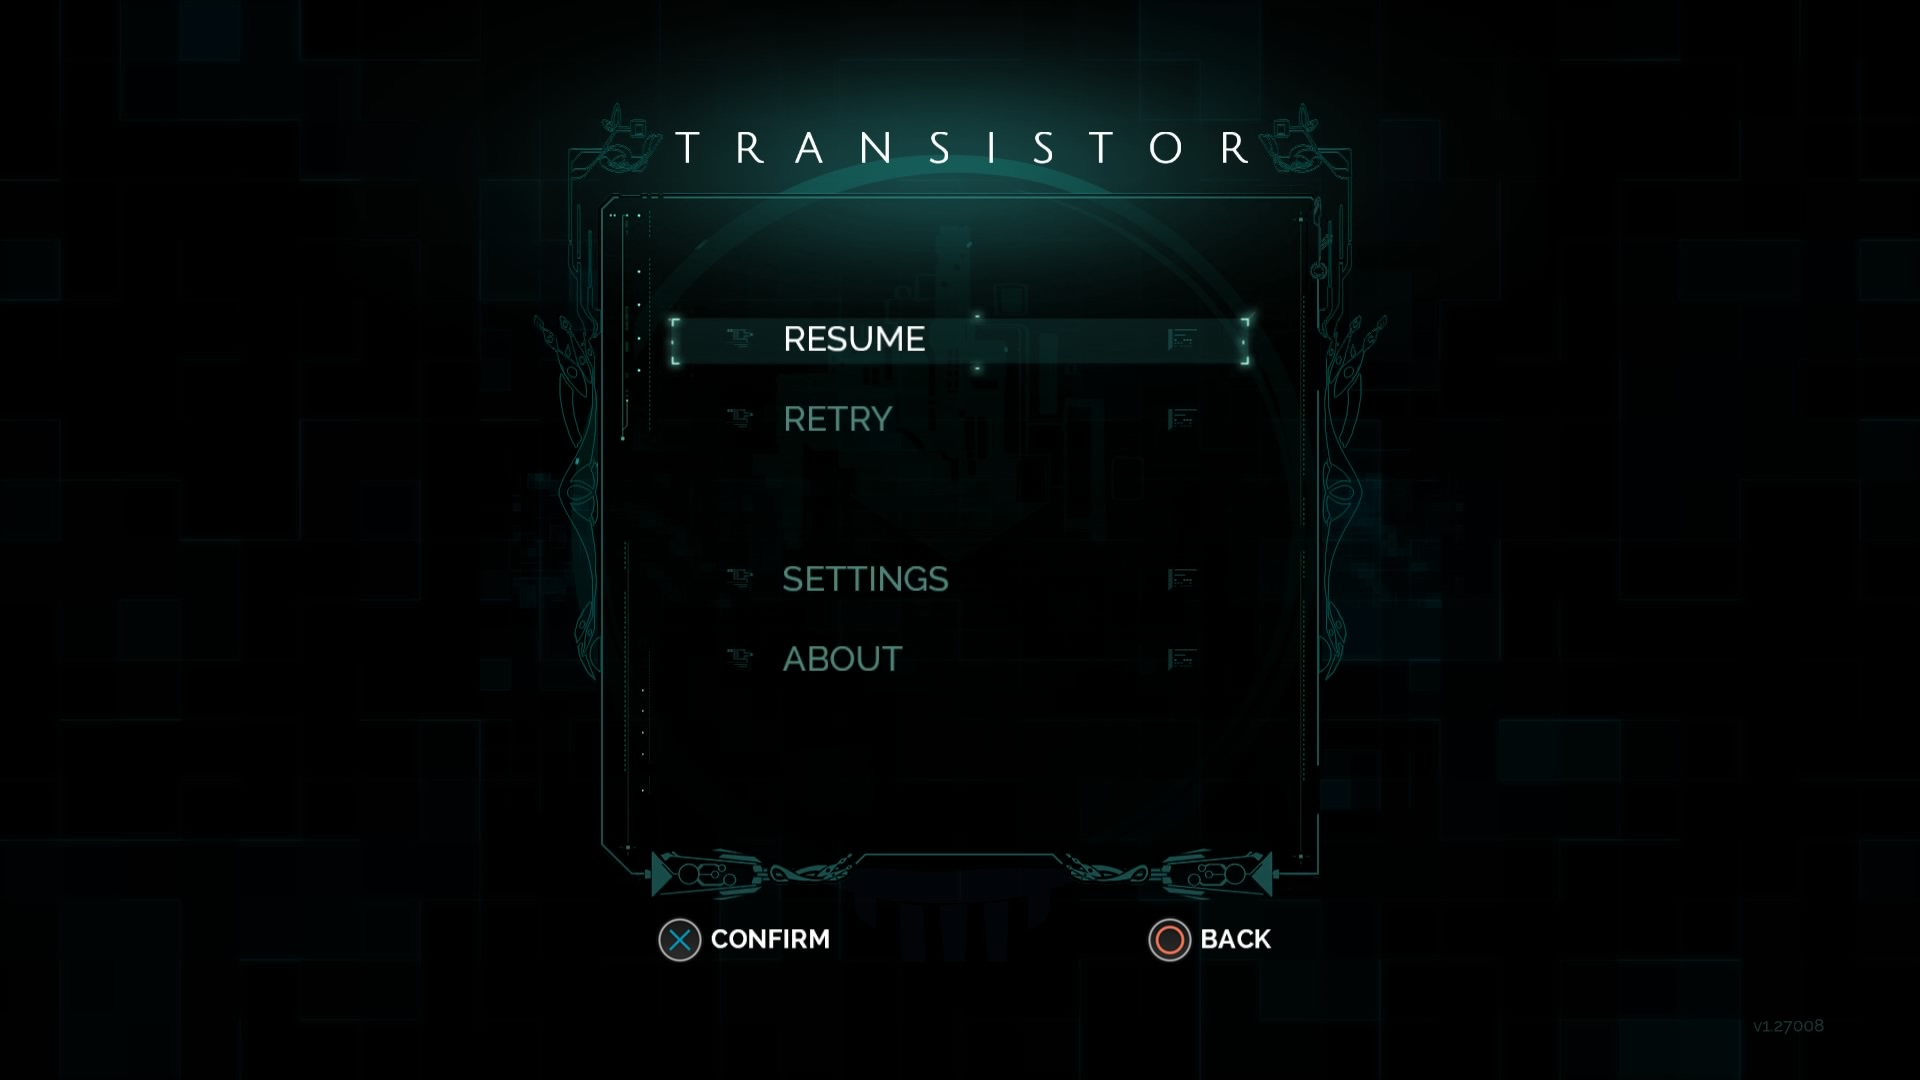 TRANSISTOR
RESUME
RETRY
SETTINGS
ABOUT
CONFIRM
BACK
v1.27008